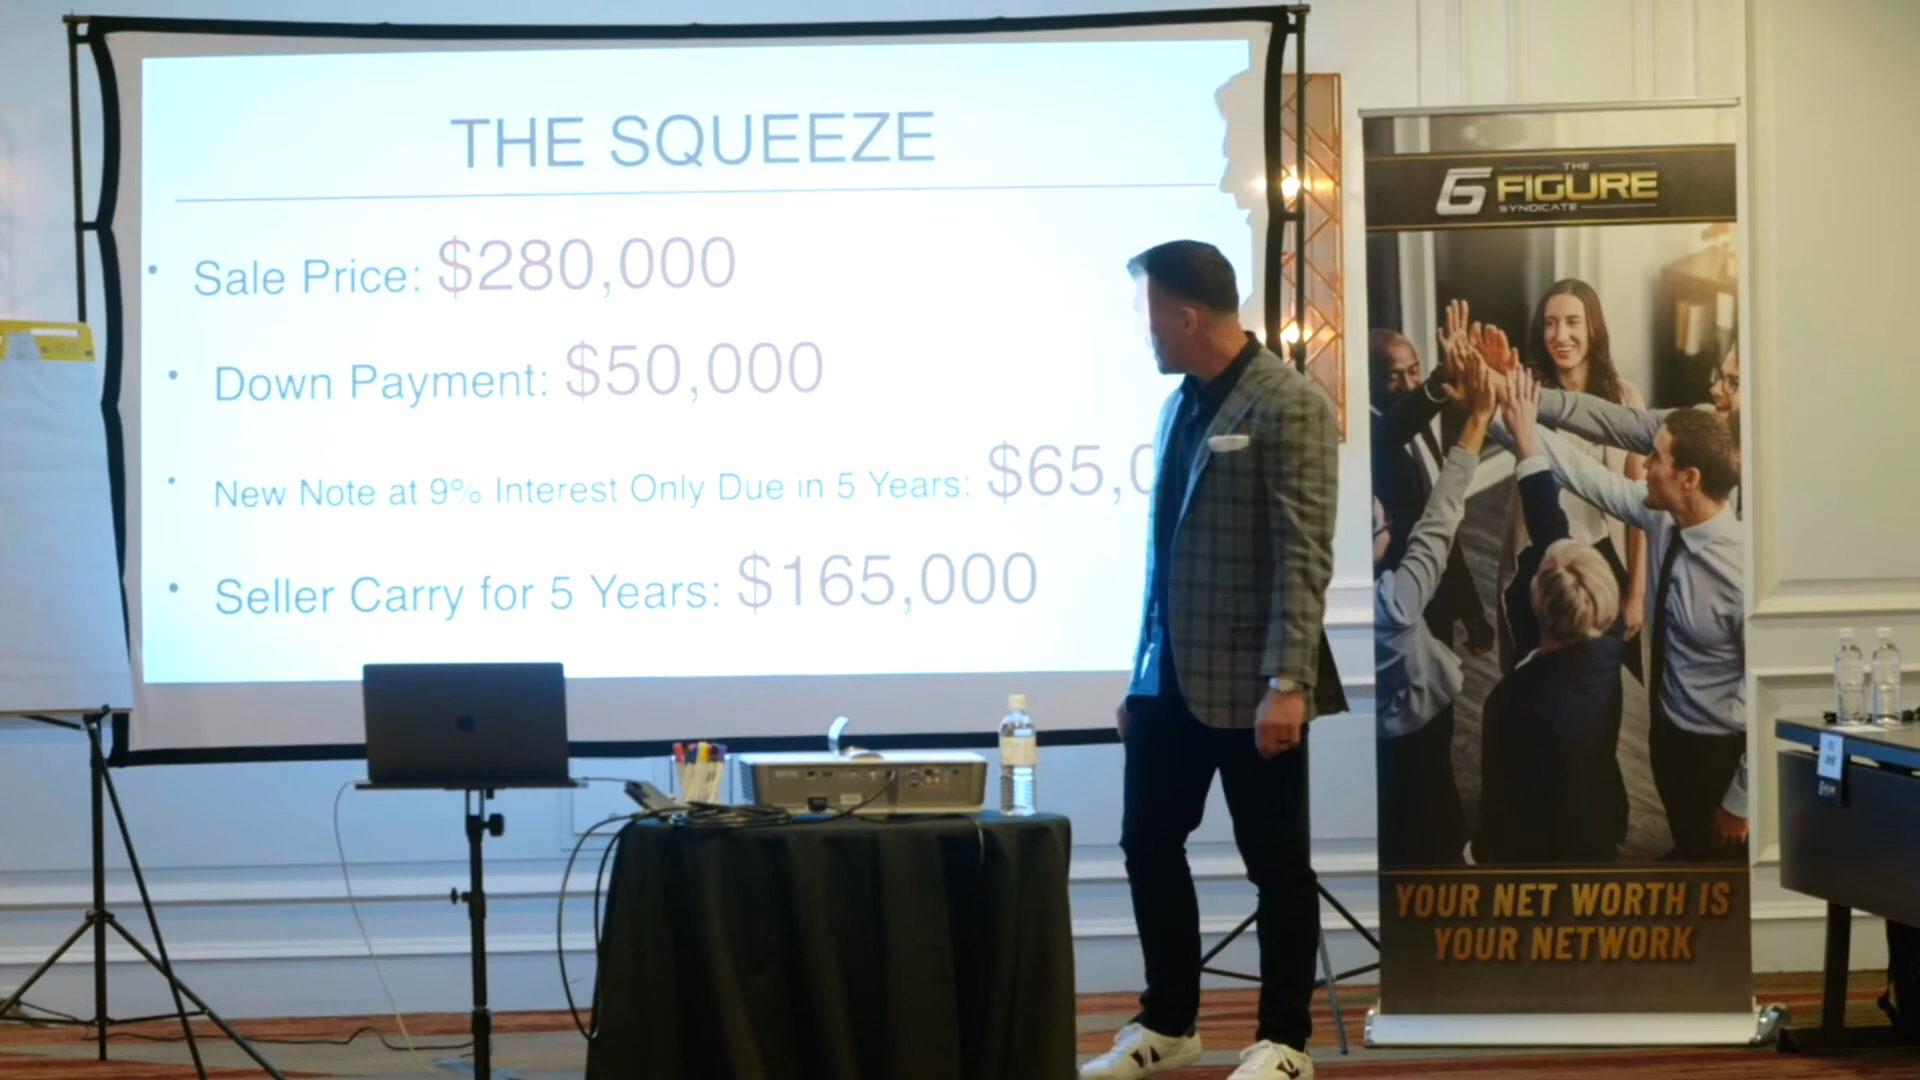 THE SQUEEZE
• Sale Price: $280,000
• Down Payment: $50,000
• New Note at 9% Interest Only Due in 5 Years: $65,0
• Seller Carry for 5 Years: $165,000
THE
6 FIGURE
SYNDICATE
YOUR NET WORTH IS
YOUR NETWORK